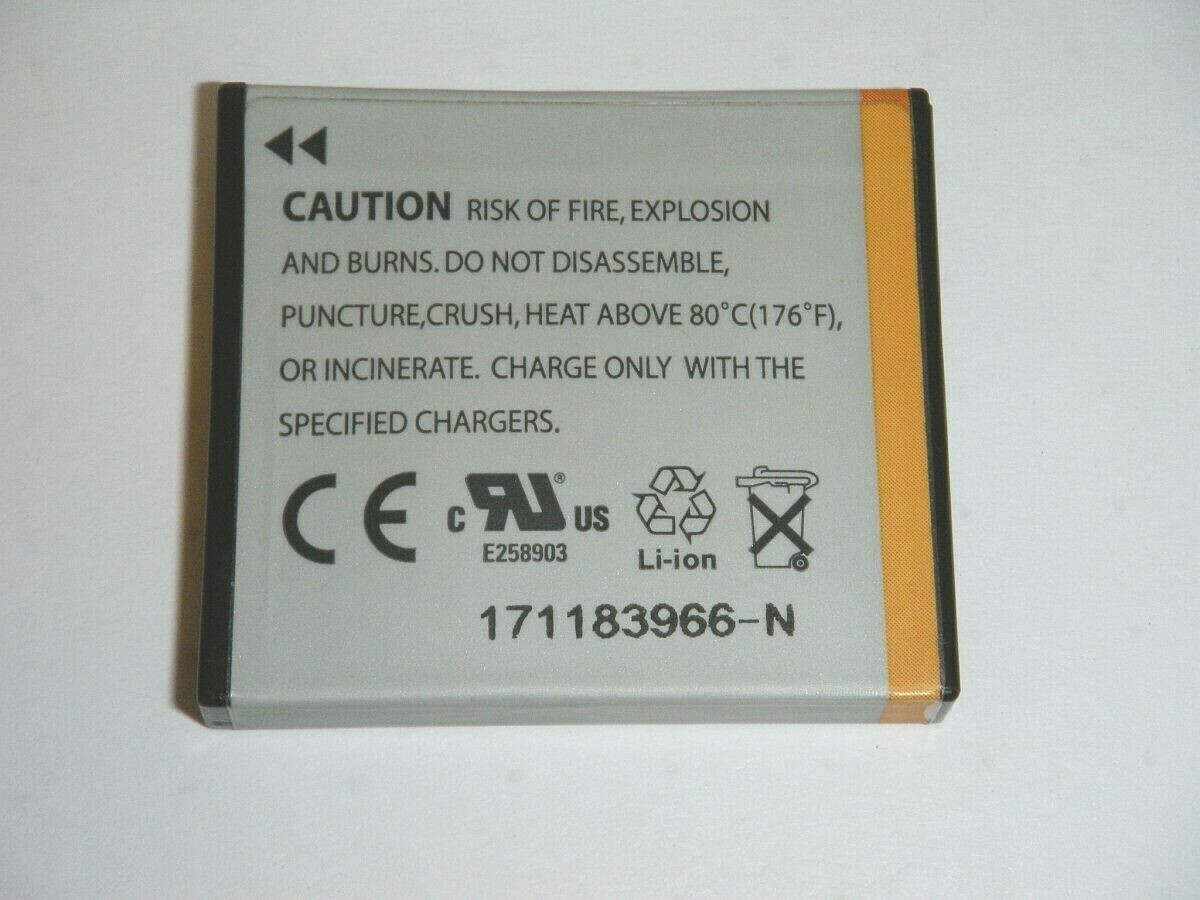 CAUTION RISK OF FIRE, EXPLOSION
AND BURNS. DO NOT DISASSEMBLE,
PUNCTURE,CRUSH, HEAT ABOVE 80°C(176°F),
OR INCINERATE. CHARGE ONLY WITH THE
SPECIFIED CHARGERS.
CE c RU® US
E258903
Li-ion
171183966-N